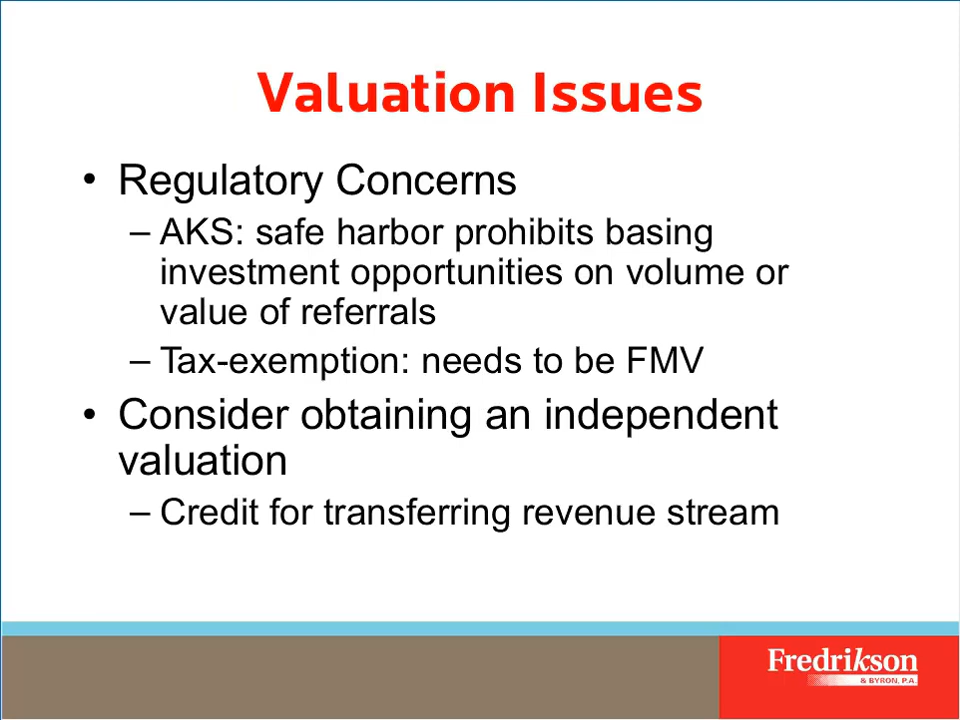 Valuation Issues
• Regulatory Concerns
– AKS: safe harbor prohibits basing
investment opportunities on volume or
value of referrals
– Tax-exemption: needs to be FMV
• Consider obtaining an independent
valuation
– Credit for transferring revenue stream
Fredrikson
& BYRON, P.A.